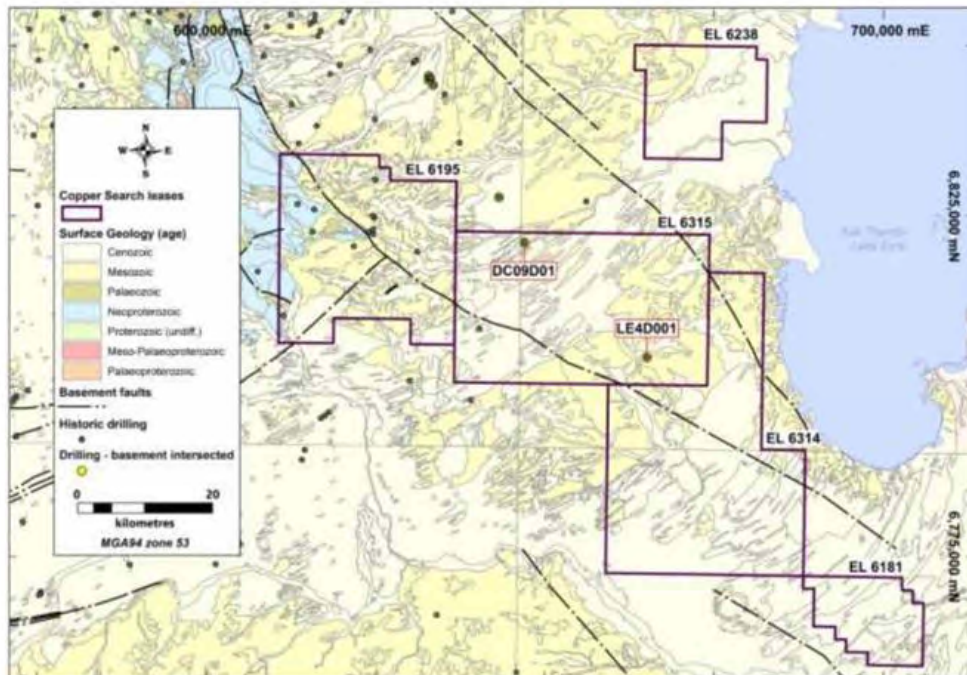 600,000 mE
EL 6238
700,000 mE
N
W E
S
EL 6195
Copper Search leases
6,825,000 mN
EL 6315
Surface Geology (age)
Cenozoic
Mesozoic
DC09D01
Palaeozoic
Neoproterozoic
Proterozoic (undiff.)
LE4D001
Meso-Palaeoproterozoic
Palaeoproterozoic
Basement faults
Historic drilling
EL 6314
Drilling - basement intersected
0 20
kilometres
MGA94 zone 53
6,775,000 mN
EL 6181